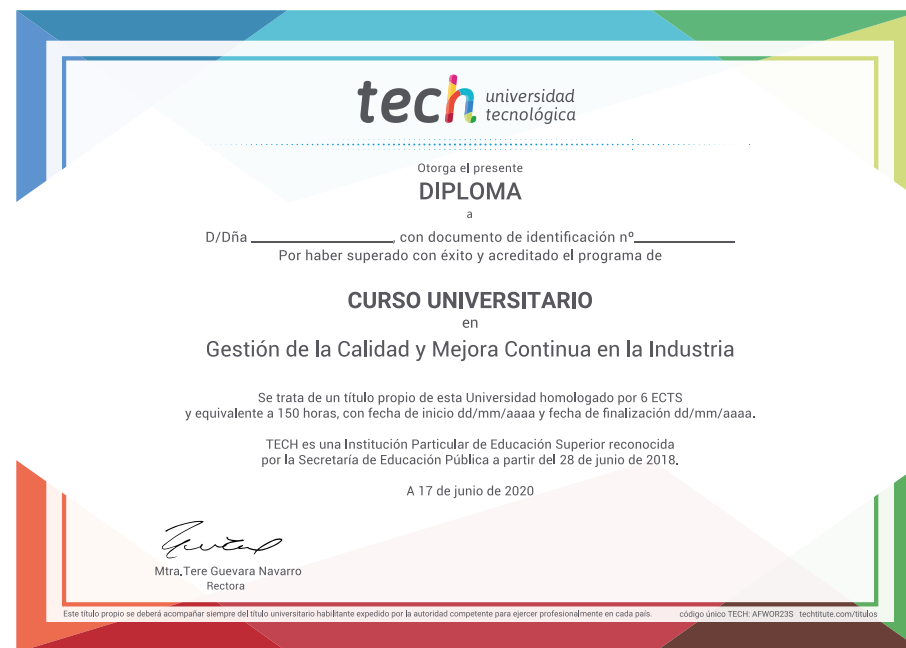 tech universidad
tecnológica
Otorga el presente
DIPLOMA
a
D/Dña ____________________, con documento de identificación nº______________
Por haber superado con éxito y acreditado el programa de
CURSO UNIVERSITARIO
en
Gestión de la Calidad y Mejora Continua en la Industria
Se trata de un título propio de esta Universidad homologado por 6 ECTS
y equivalente a 150 horas, con fecha de inicio dd/mm/aaaa y fecha de finalización dd/mm/aaaa.
TECH es una Institución Particular de Educación Superior reconocida
por la Secretaría de Educación Pública a partir del 28 de junio de 2018.
A 17 de junio de 2020
Mtra.Tere Guevara Navarro
Rectora
Este título propio se deberá acompañar siempre del título universitario habilitante expedido por la autoridad competente para ejercer profesionalmente en cada país. código único TECH: AFWOR23S techtitute.com/títulos